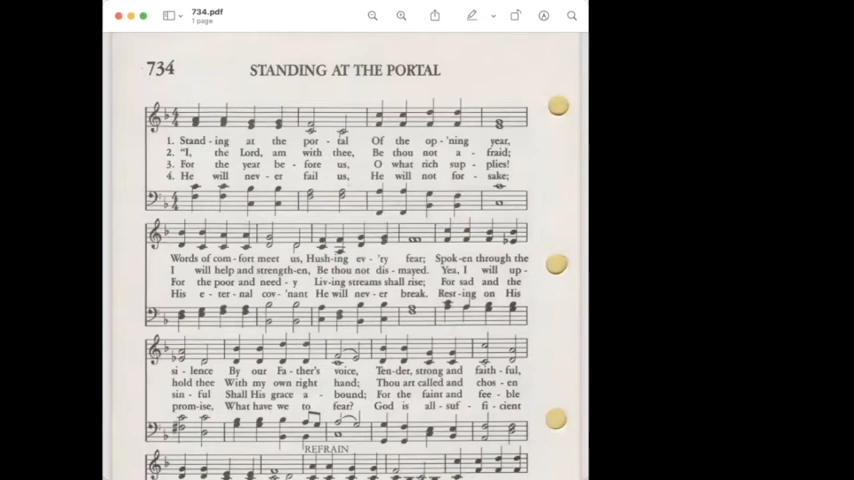 734.pdf
1 page
734 STANDING AT THE PORTAL
1. Stand - ing at the por - tal Of the op - 'ning year,
2. "I, the Lord, am with thee, Be thou not a - fraid;
3. For the year be - fore us, O what rich sup - plies!
4. He will nev - er fail us, He will not for - sake;
Words of com - fort meet us, Hush - ing ev - 'ry fear; Spok - en through the
I will help and strength - en, Be thou not dis - mayed. Yea, I will up -
For the poor and need - y Liv - ing streams shall rise; For sad and the
His e - ter - nal cov - 'nant He will nev - er break. Rest - ing on His
si - lence By our Fa - ther's voice, Ten - der, strong and faith - ful,
hold thee With my own right hand; Thou art called and chos - en
sin - ful Shall His grace a - bound; For the faint and fee - ble
prom - ise, What have we to fear? God is all - suf - fi - cient
REFRAIN